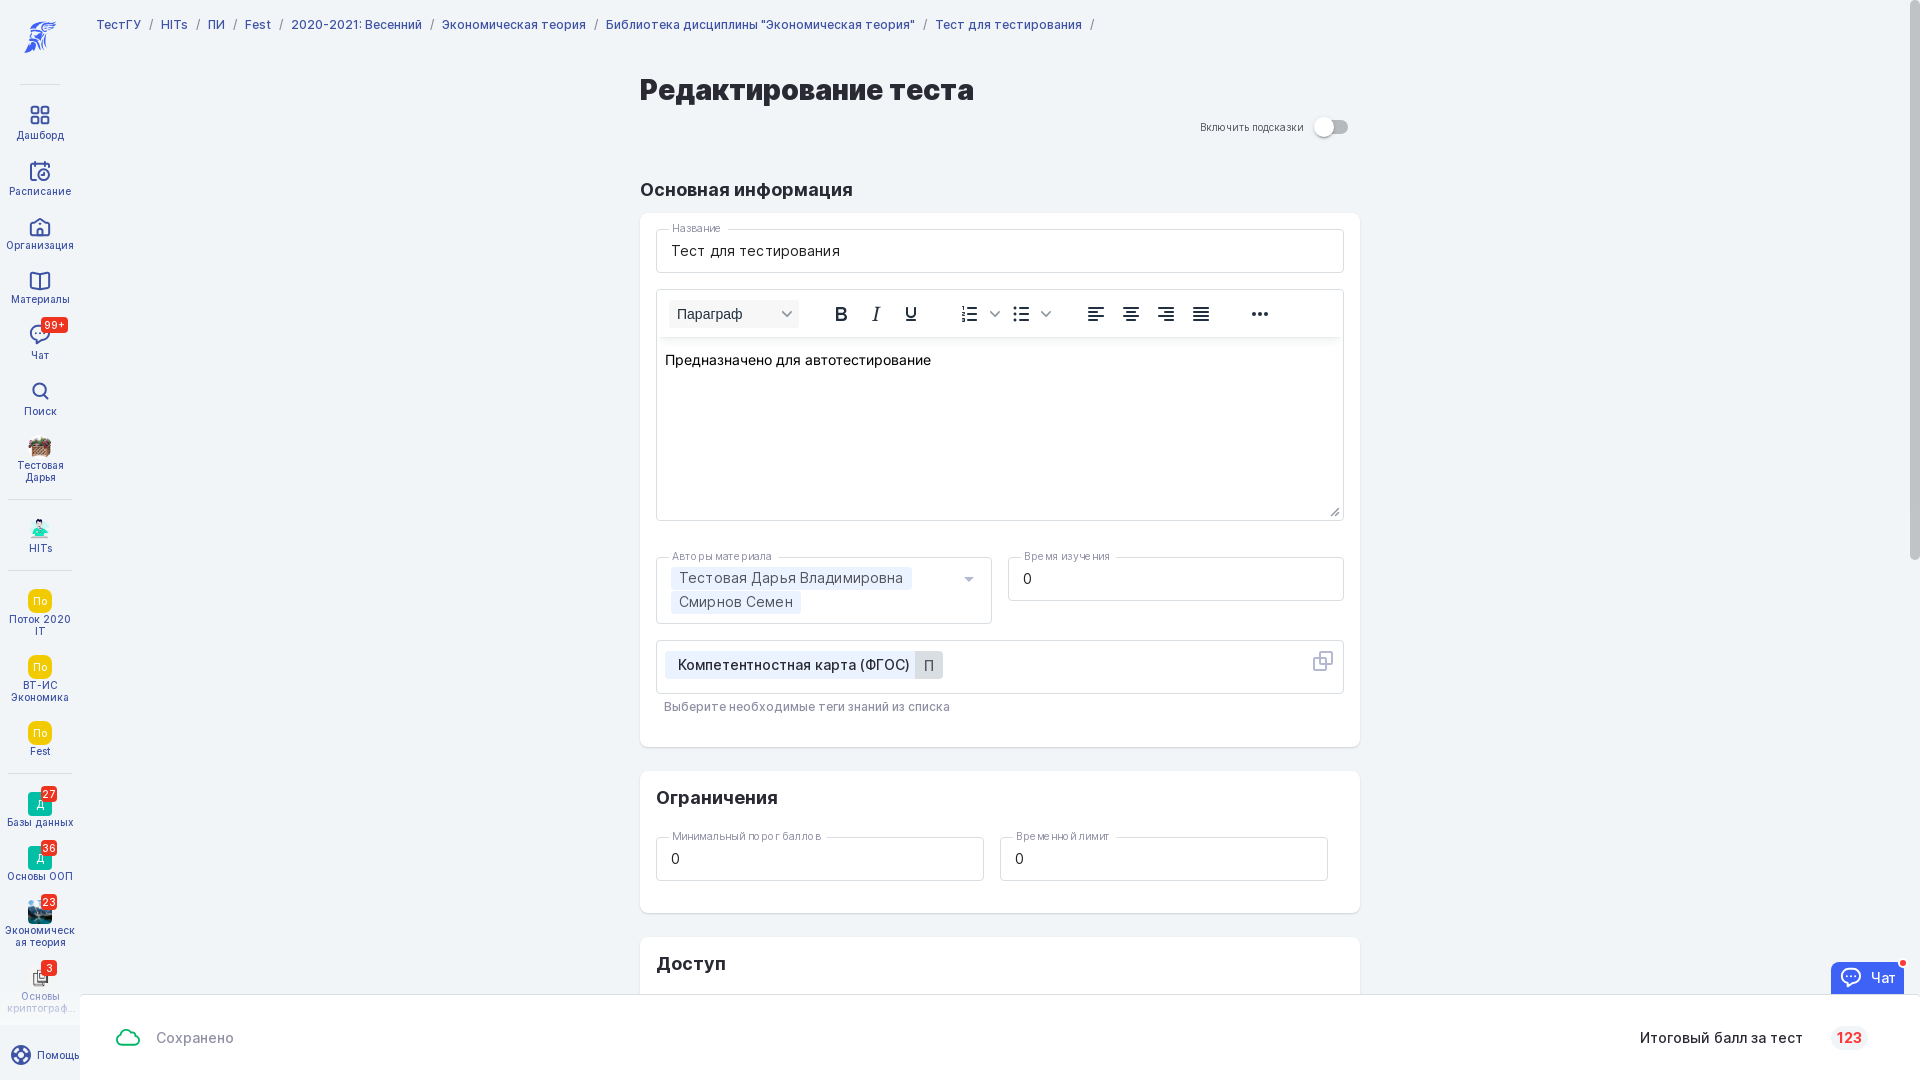 ТестГУ / HITs / ПИ / Fest / 2020-2021: Весенний / Экономическая теория / Библиотека дисциплины "Экономическая теория" / Тест для тестирования /
Дашборд
Расписание
Организация
Материалы
99+
Чат
Поиск
Тестовая
Дарья
HITs
По
Поток 2020
IT
По
ВТ-ИС
Экономика
По
Fest
27
Д
Базы данных
36
Д
Основы ООП
23
Экономическ
ая теория
3
Основы
криптограф...
Помощь
Редактирование теста
Включить подсказки
Основная информация
Название
Тест для тестирования
Параграф
Предназначено для автотестирование
Авторы материала
Тестовая Дарья Владимировна
Смирнов Семен
Время изучения
0
Компетентностная карта (ФГОС) П
Выберите необходимые теги знаний из списка
Ограничения
Минимальный порог баллов
0
Временной лимит
0
Доступ
Чат
Сохранено
Итоговый балл за тест 123